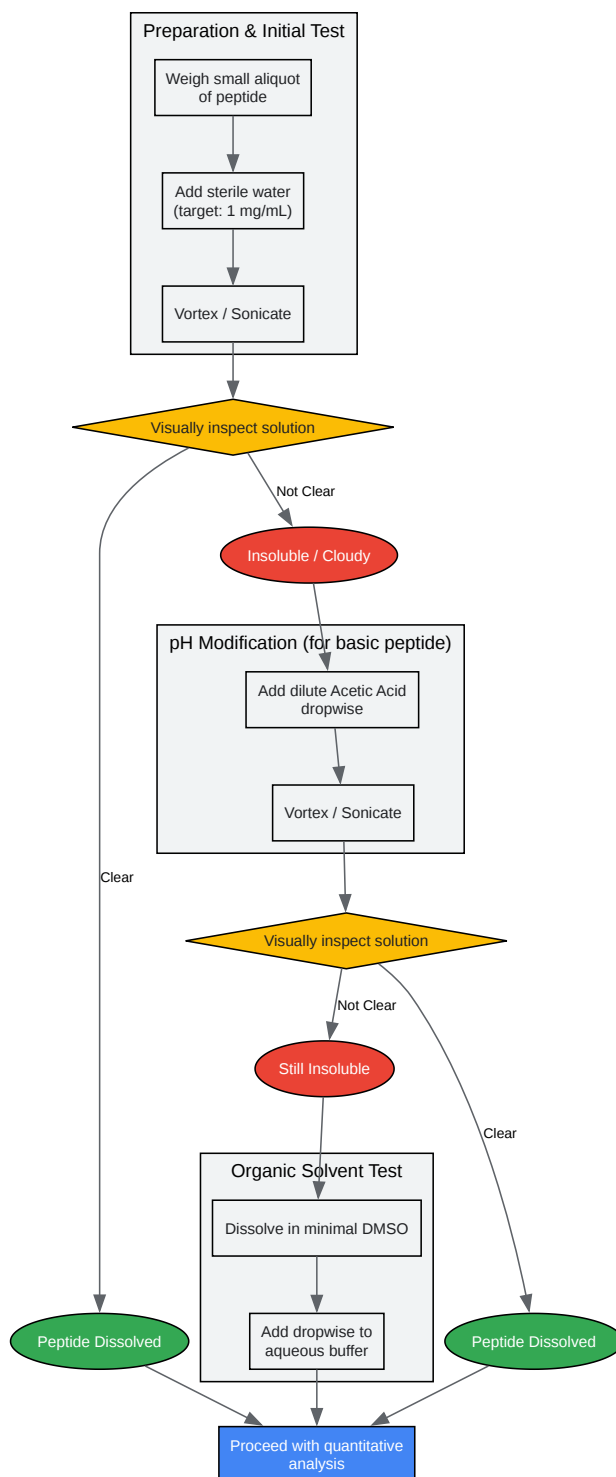 Preparation & Initial Test
Weigh small aliquot
of peptide
Add sterile water
(target: 1 mg/mL)
Vortex / Sonicate
Visually inspect solution
Not Clear
Insoluble / Cloudy
pH Modification (for basic peptide)
Add dilute Acetic Acid
dropwise
Vortex / Sonicate
Clear
Visually inspect solution
Not Clear
Still Insoluble
Clear
Organic Solvent Test
Dissolve in minimal DMSO
Peptide Dissolved
Add dropwise to
aqueous buffer
Peptide Dissolved
Proceed with quantitative
analysis